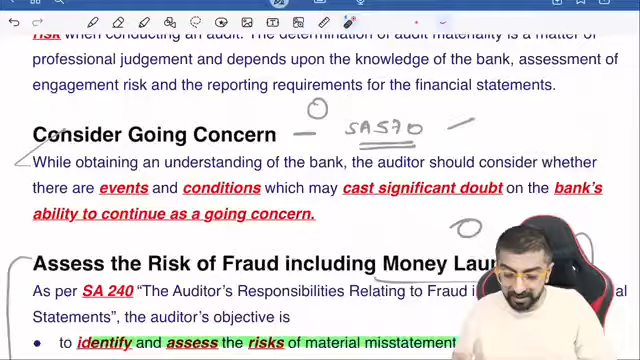 risk when conducting an audit. The determination of audit materiality is a matter of
professional judgement and depends upon the knowledge of the bank, assessment of
engagement risk and the reporting requirements for the financial statements.
Consider Going Concern — SA 570
While obtaining an understanding of the bank, the auditor should consider whether
there are events and conditions which may cast significant doubt on the bank's
ability to continue as a going concern.
Assess the Risk of Fraud including Money
As per SA 240 "The Auditor's Responsibilities Relating to Fraud
Statements", the auditor's objective is
• to identify and assess the risks of material misstatement